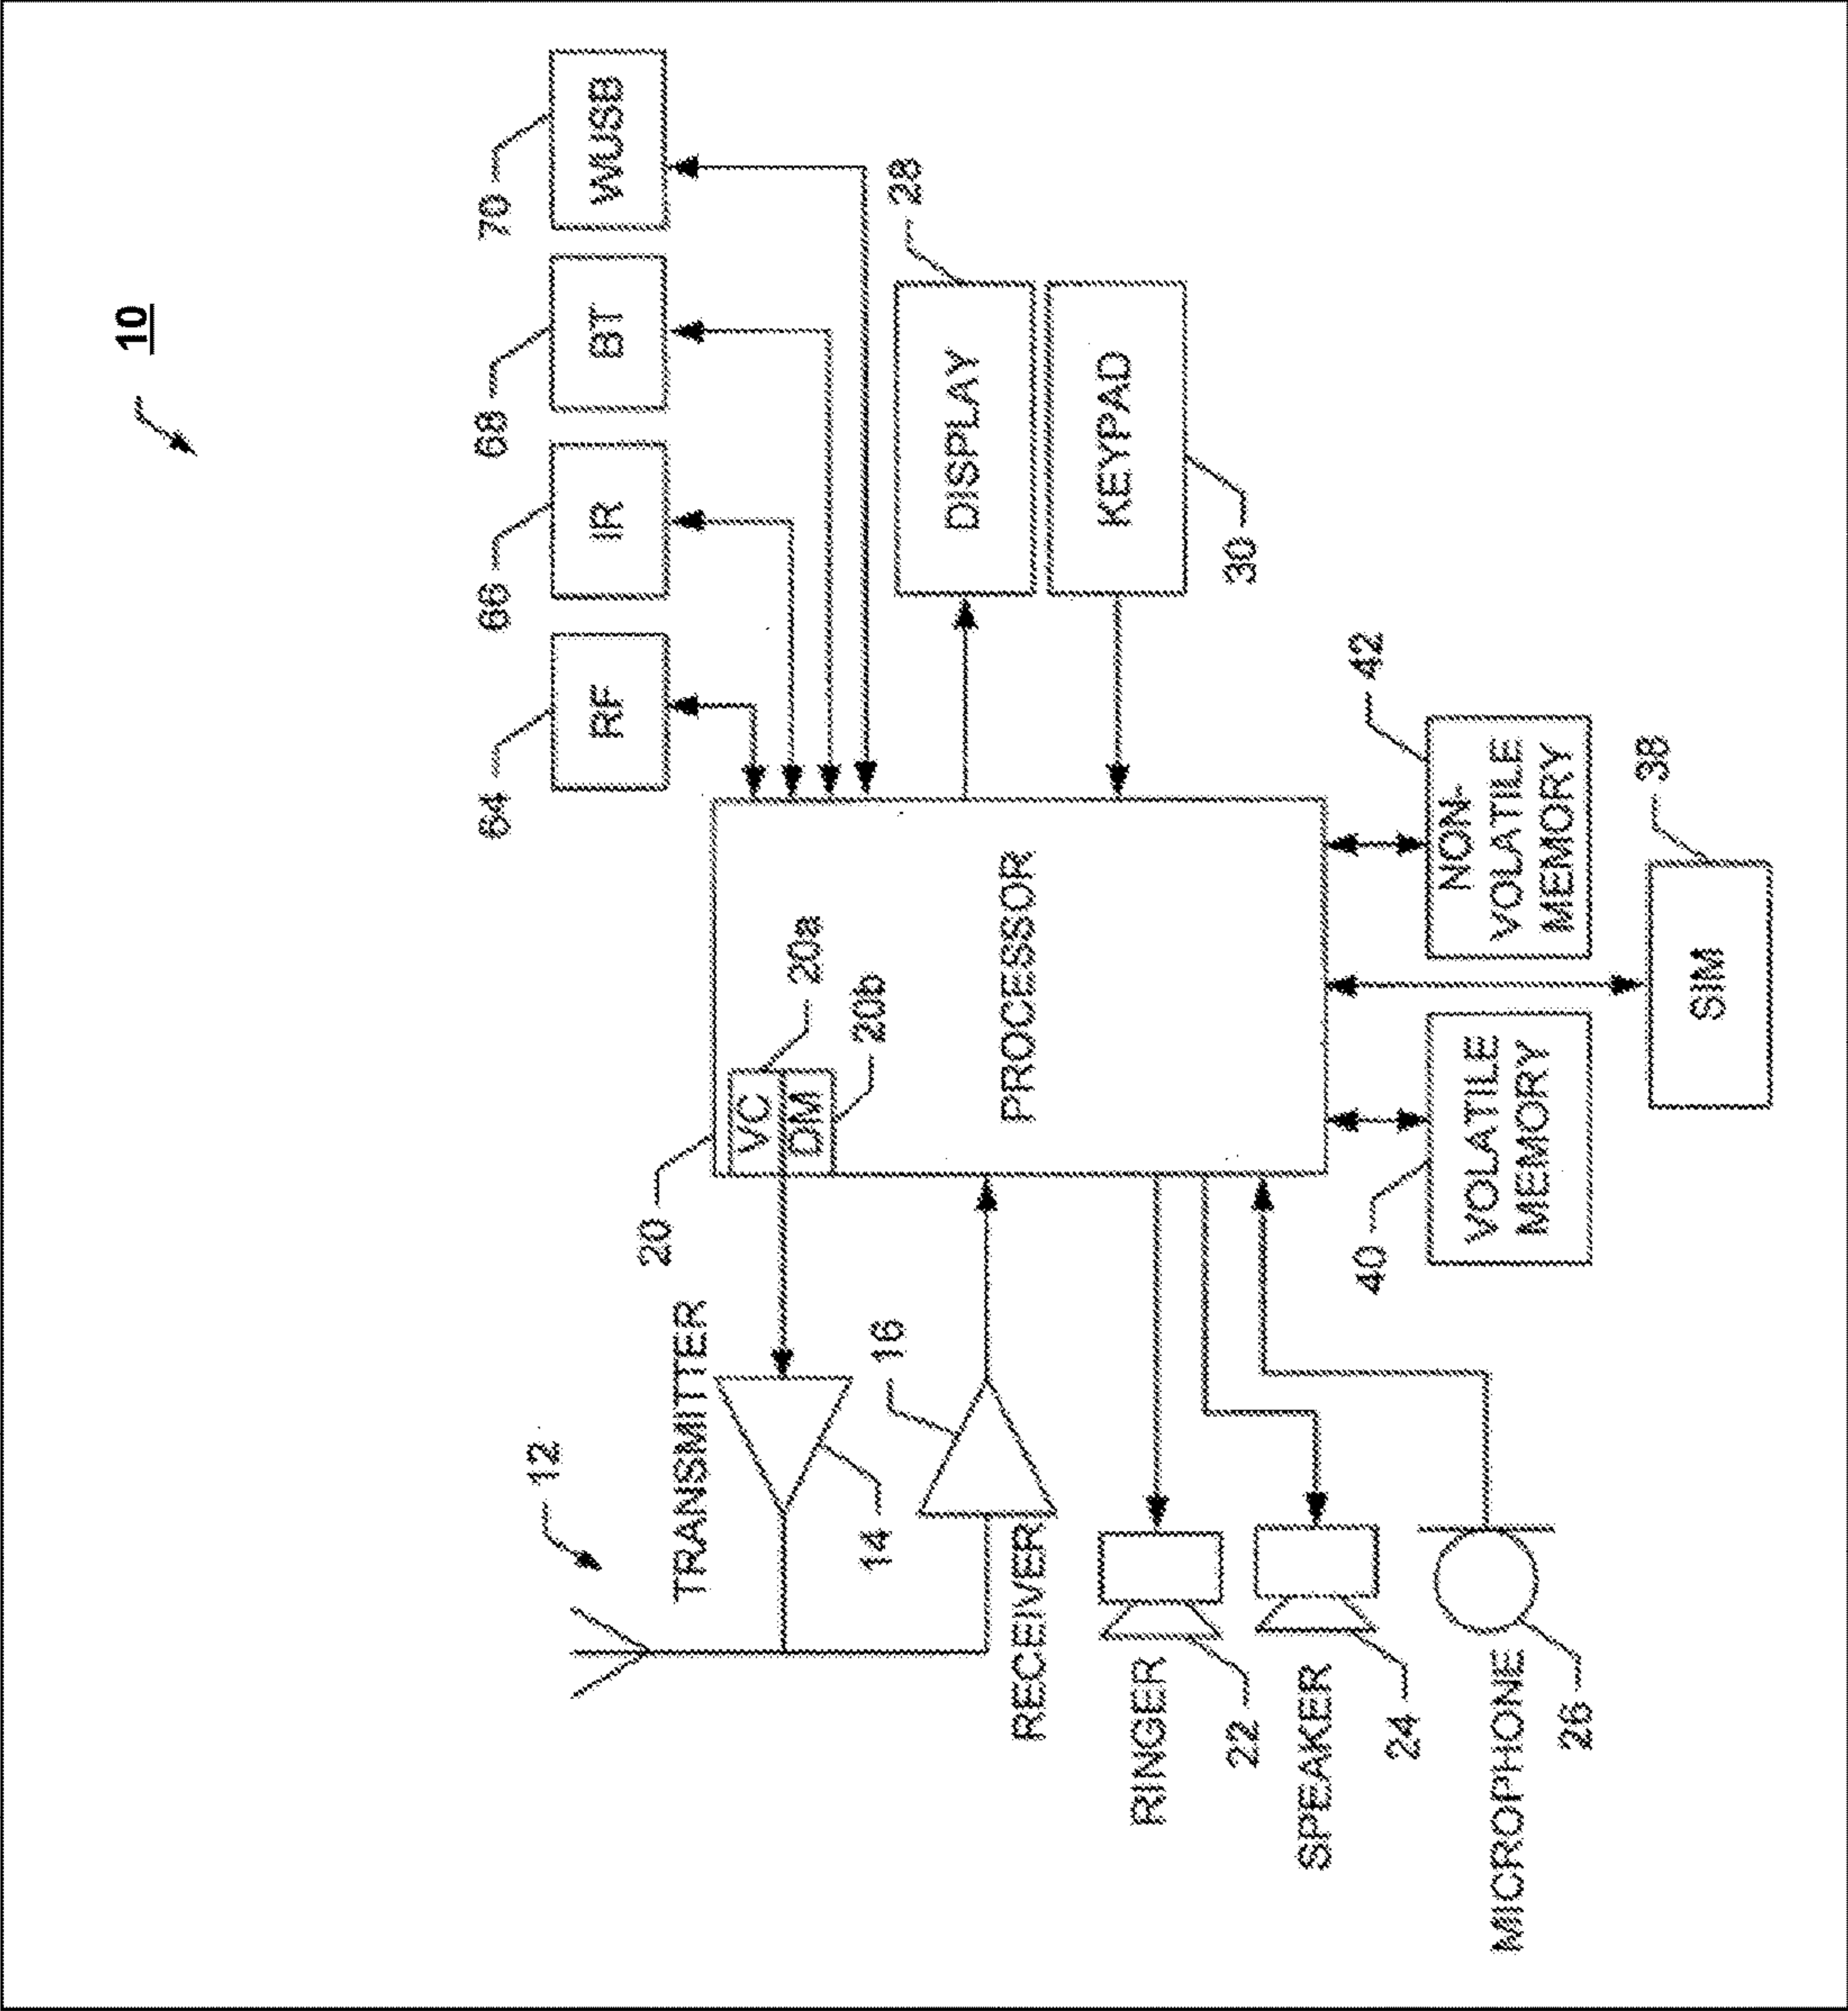 10
12
TRANSMITTER
14
RECEIVER
16
RINGER
22
SPEAKER
24
MICROPHONE
26
20
VC
20a
DM
20b
PROCESSOR
64
RF
66
IR
68
BT
70
WUSB
DISPLAY
28
KEYPAD
30
40
VOLATILE
MEMORY
42
NON-
VOLATILE
MEMORY
SIM
38